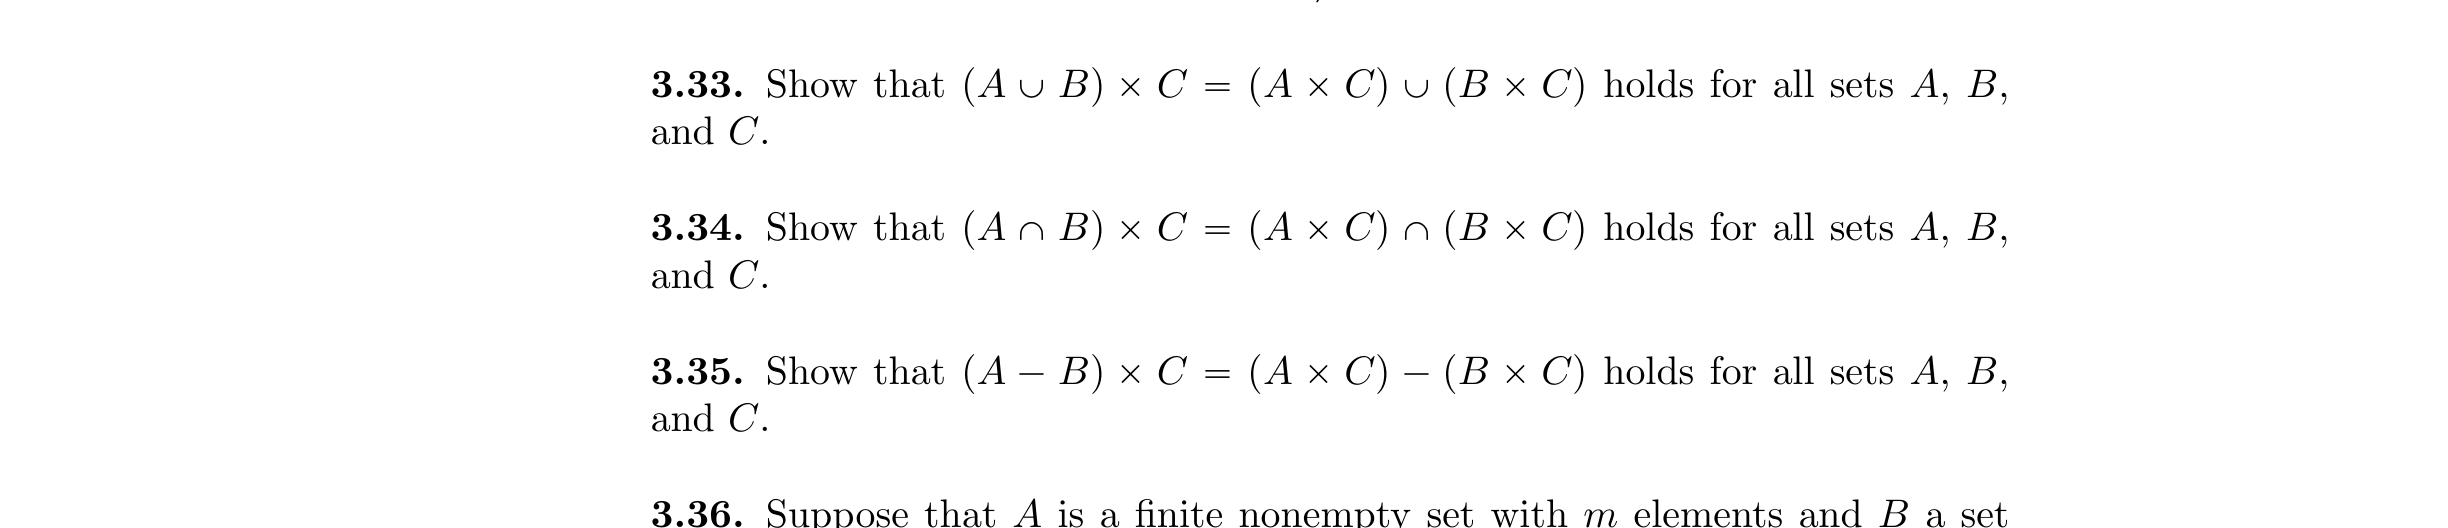 3.33. Show that (A ∪ B) × C = (A × C) ∪ (B × C) holds for all sets A, B,
and C.
3.34. Show that (A ∩ B) × C = (A × C) ∩ (B × C) holds for all sets A, B,
and C.
3.35. Show that (A − B) × C = (A × C) − (B × C) holds for all sets A, B,
and C.
3.36. Suppose that A is a finite nonempty set with m elements and B a set